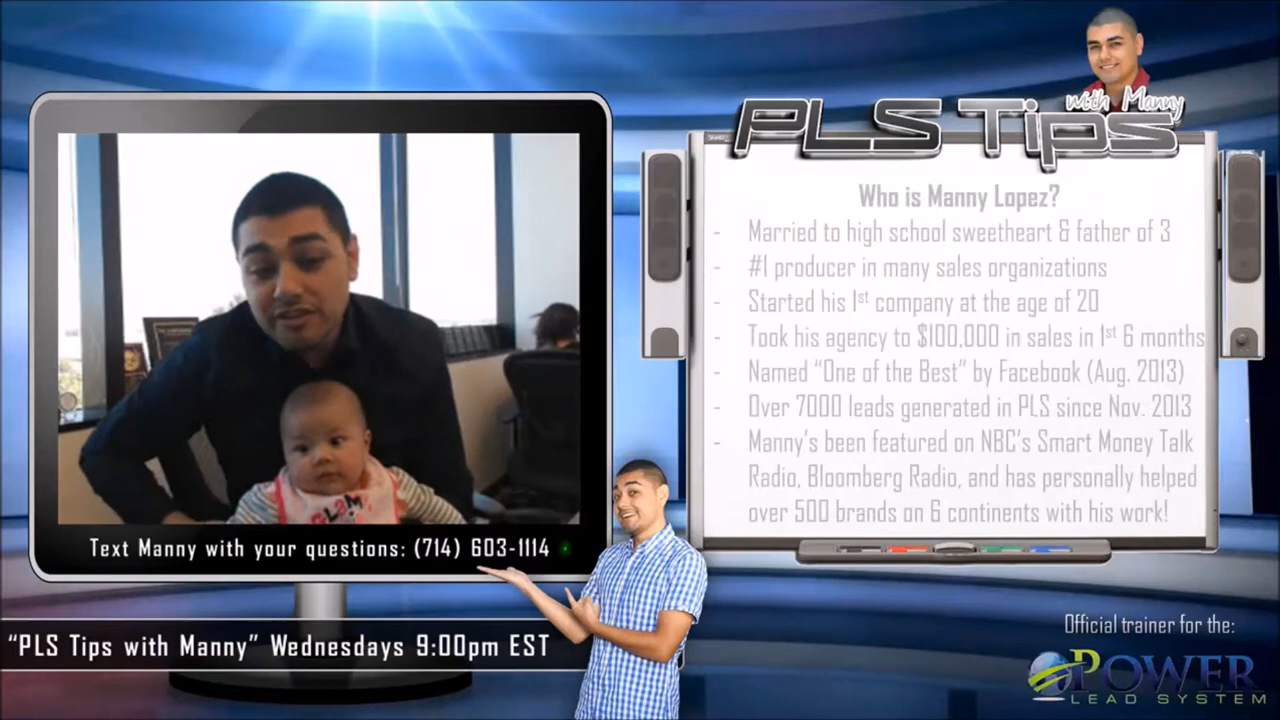 PLS Tips
with Manny
Who is Manny Lopez?
- Married to high school sweetheart & father of 3
- #1 producer in many sales organizations
- Started his 1st company at the age of 20
- Took his agency to $100,000 in sales in 1st 6 months
- Named “One of the Best” by Facebook (Aug. 2013)
- Over 7000 leads generated in PLS since Nov. 2013
- Manny’s been featured on NBC’s Smart Money Talk
Radio, Bloomberg Radio, and has personally helped
over 500 brands on 6 continents with his work!
GLAM
Text Manny with your questions: (714) 603-1114
“PLS Tips with Manny” Wednesdays 9:00pm EST
Official trainer for the:
POWER
LEAD SYSTEM